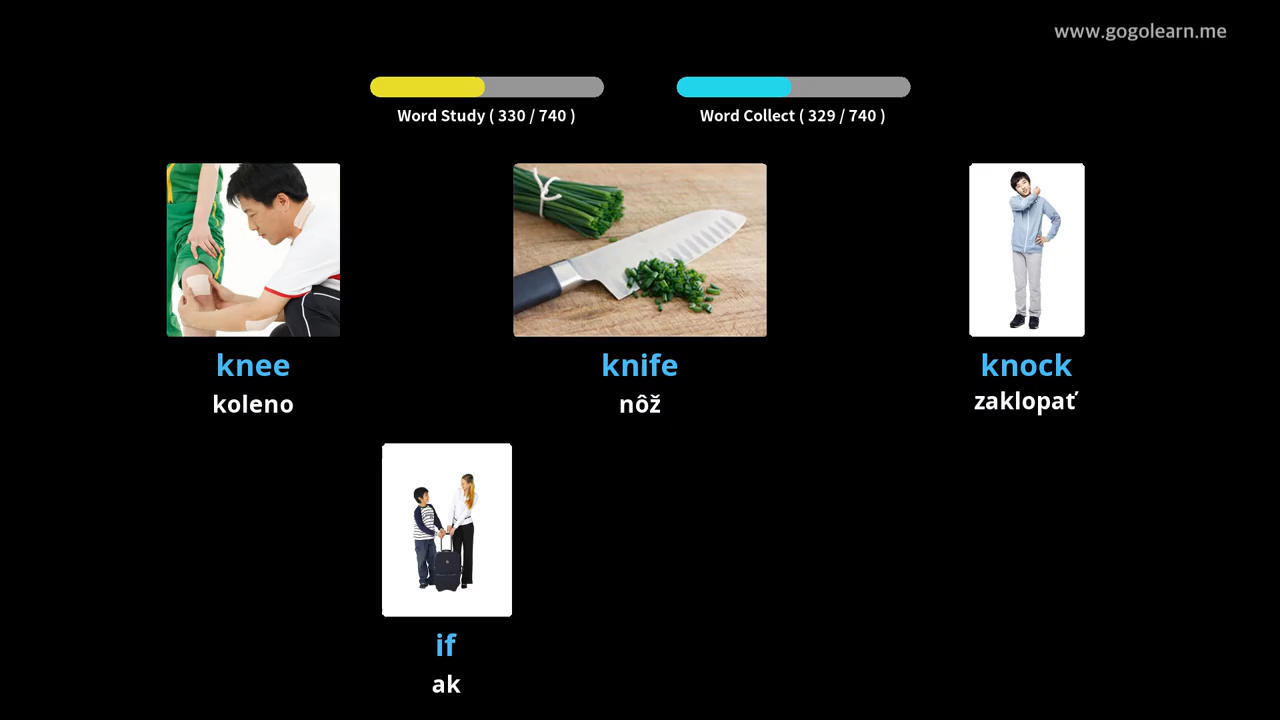 www.gogolearn.me
Word Study ( 330 / 740 )
Word Collect ( 329 / 740 )
knee
koleno
knife
nôž
knock
zaklopať
if
ak